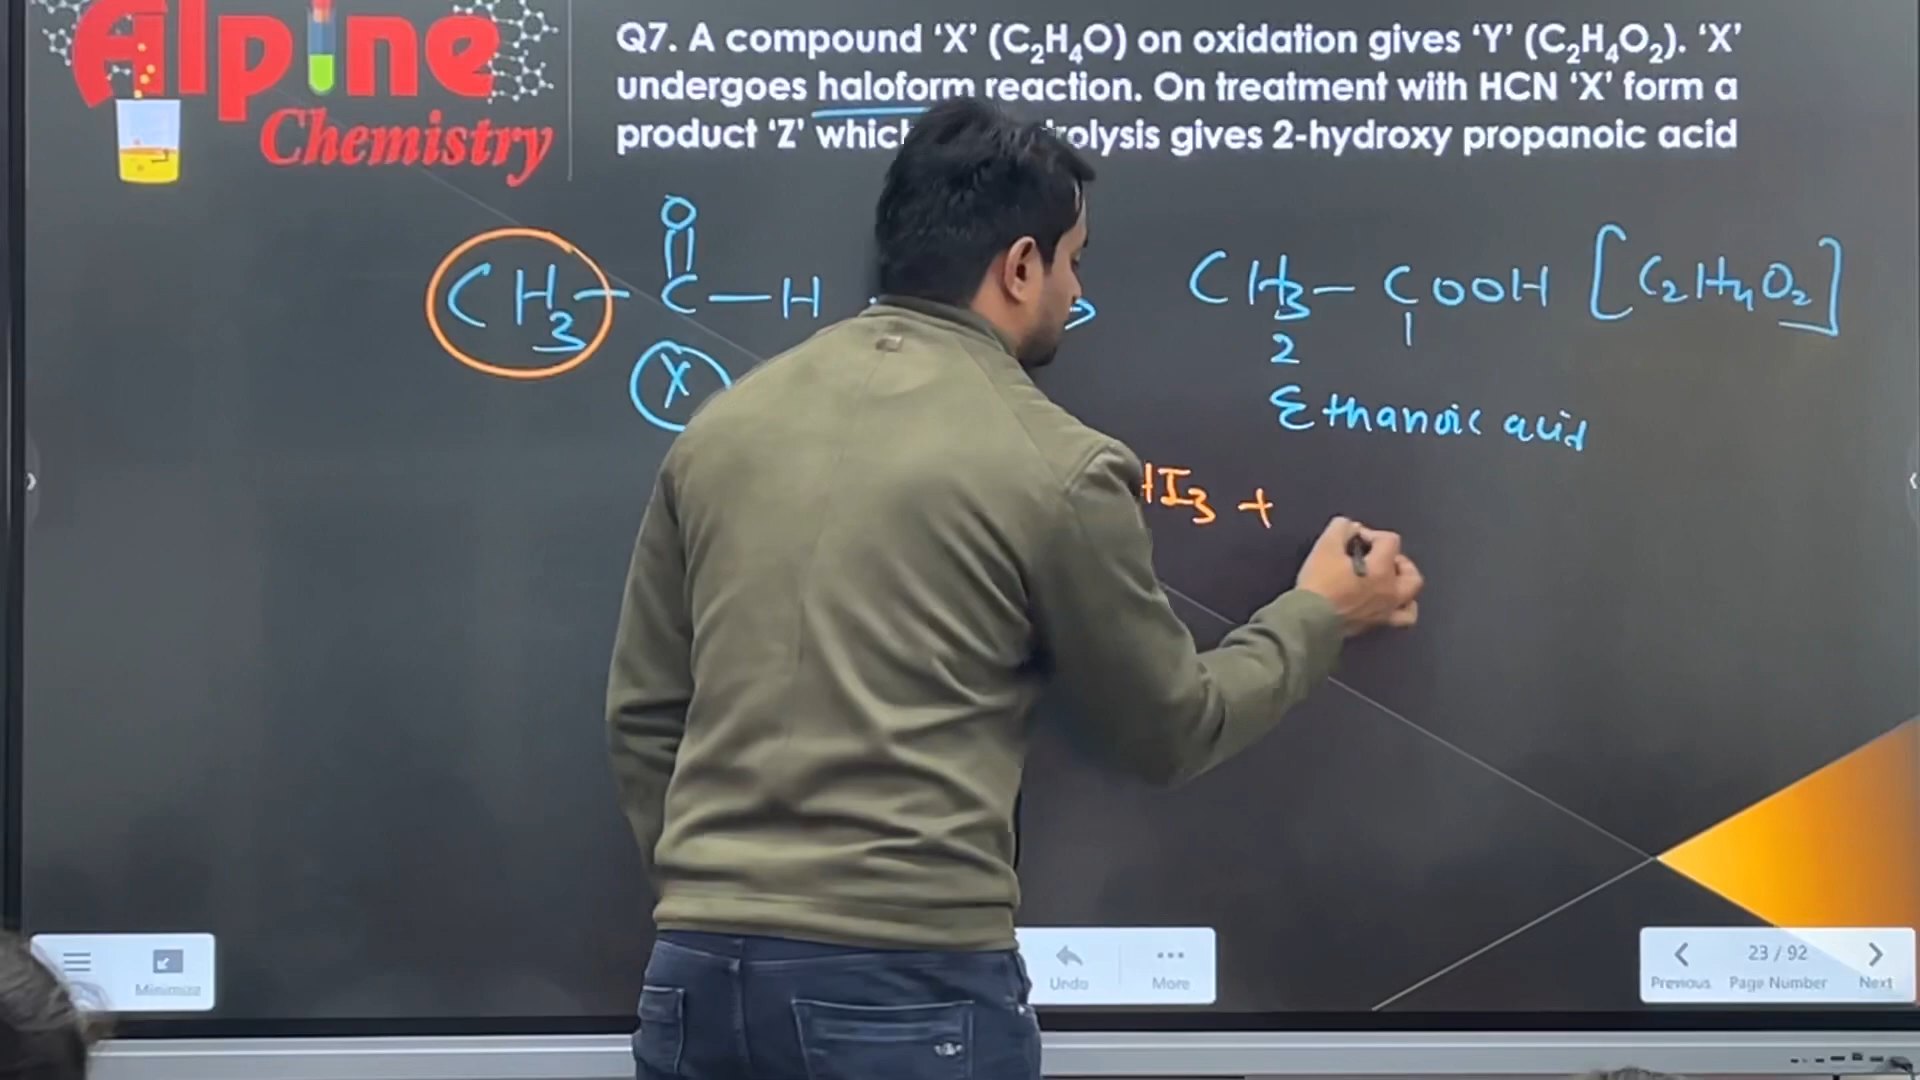 Alpine
Chemistry
Q7. A compound ‘X’ (C₂H₄O) on oxidation gives ‘Y’ (C₂H₄O₂). ‘X’
undergoes haloform reaction. On treatment with HCN ‘X’ form a
product ‘Z’ which gives 2-hydroxy propanoic acid
O
CH₃ — C — H
X
CH₃ — COOH [C₂H₄O₂]
2 1
Ethanoic acid
HI₃ +
Minimize
Undo
More
23 / 92
Previous Page Number Next